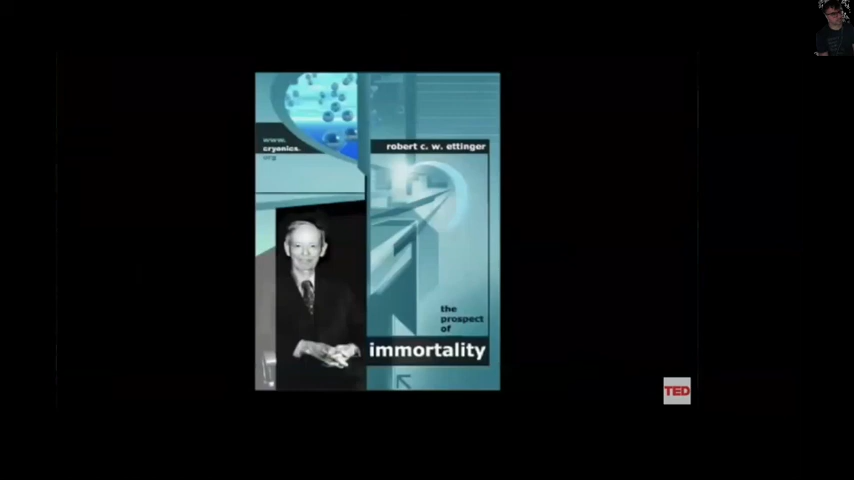 www.
cryonics.
org
robert c. w. ettinger
the
prospect
of
immortality
TED